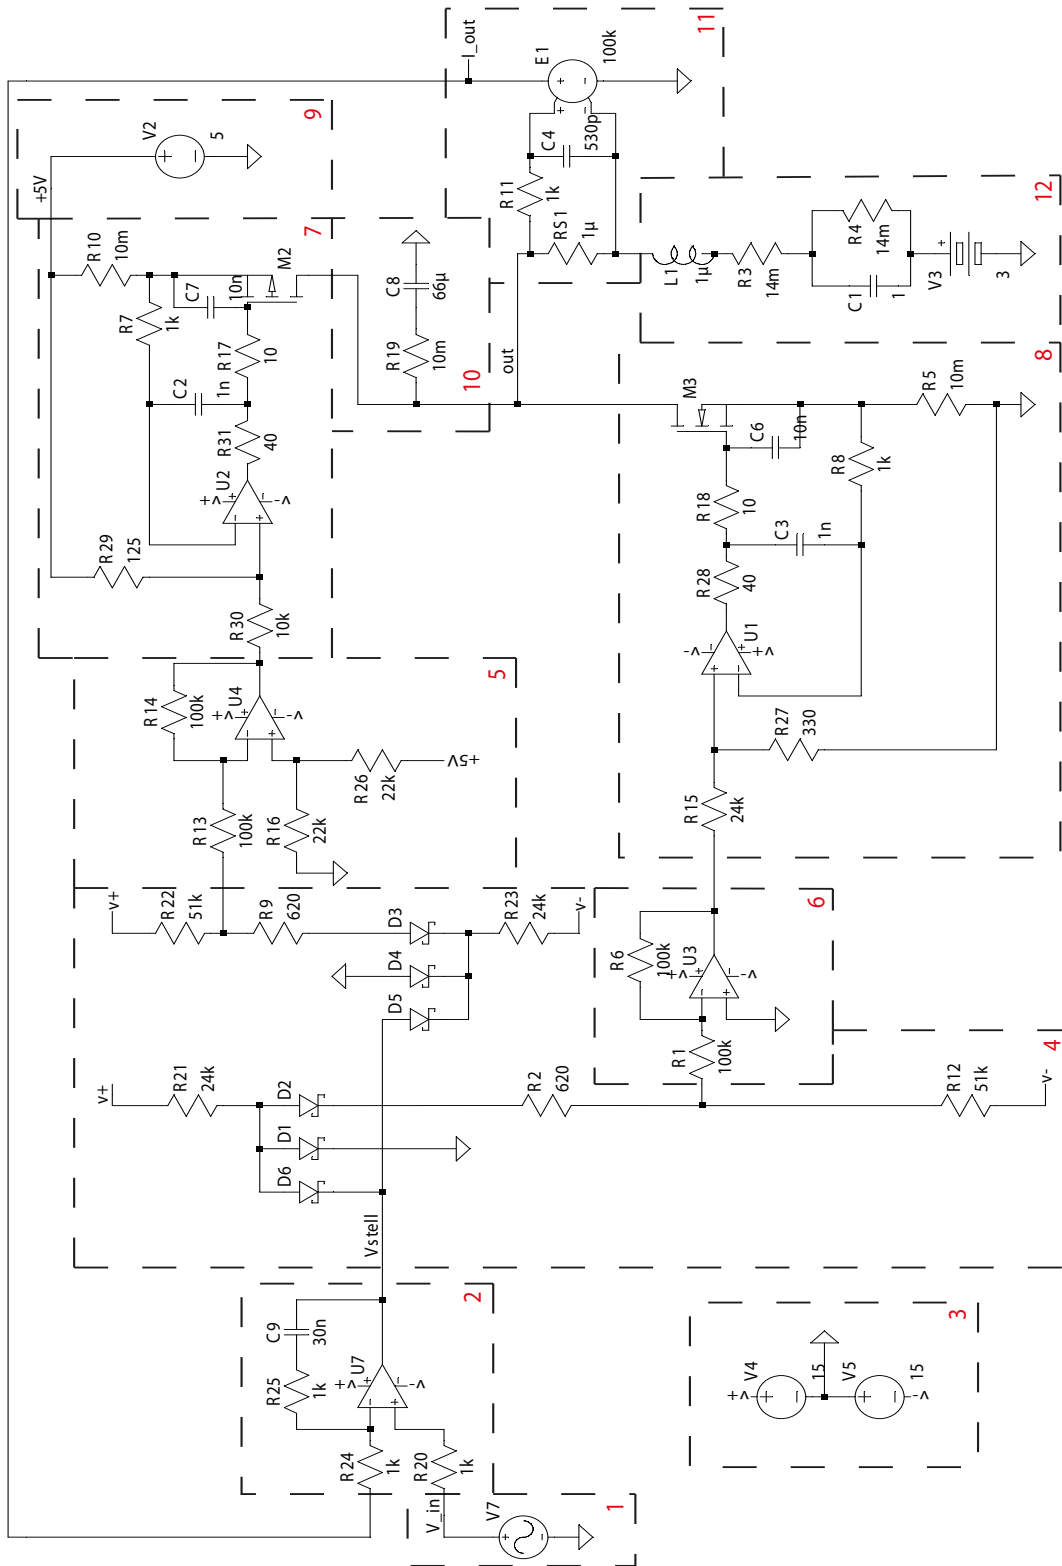 I_out
11
E1
100k
C4
530p
R11
1k
RS1
1µ
9
V2
5
+5V
7
R10
10m
M2
C7
10n
R7
1k
R17
10
C2
1n
R31
40
U2
+
-
+v
-v
R29
125
R30
10k
C8
66µ
R19
10m
10
out
12
L1
1µ
R3
14m
R4
14m
C1
1
V3
+
3
8
M3
R5
10m
C6
10n
R8
1k
R18
10
C3
1n
R28
40
U1
-v
+v
R27
330
R15
24k
5
R14
100k
U4
+v
-v
R26
22k
+5V
R13
100k
R16
22k
v+
R22
51k
R9
620
D3
D4
D5
R23
24k
v-
6
R6
100k
U3
+v
-v
R1
100k
4
v+
R21
24k
D2
D1
D6
R2
620
R12
51k
v-
Vstell
2
C9
30n
R25
1k
U7
+v
-v
R24
1k
R20
1k
V_in
1
V7
3
+v
V4
15
V5
15
-v